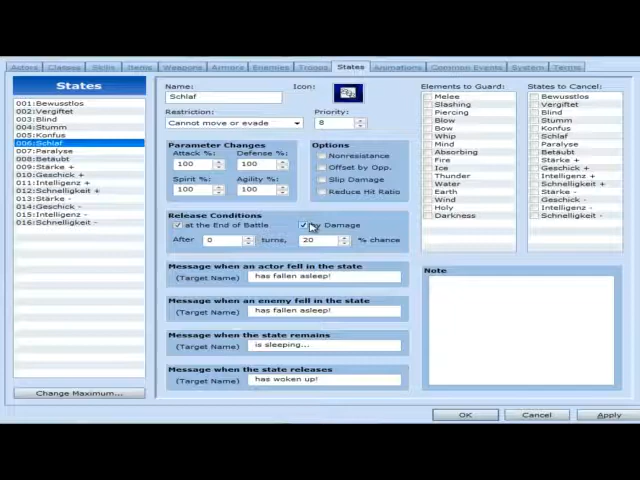 Actors Classes Skills Items Weapons Armors Enemies Troops States Animations Common Events System Terms
States
001:Bewusstlos
002:Vergiftet
003:Blind
004:Stumm
005:Konfus
006:Schlaf
007:Paralyse
008:Betäubt
009:Stärke +
010:Geschick +
011:Intelligenz +
012:Schnelligkeit +
013:Stärke -
014:Geschick -
015:Intelligenz -
016:Schnelligkeit -
Change Maximum...
Name:
Schlaf
Icon:
Restriction:
Cannot move or evade
Priority:
8
Parameter Changes
Attack %:
100
Defense %:
100
Spirit %:
100
Agility %:
100
Options
Nonresistance
Offset by Opp.
Slip Damage
Reduce Hit Ratio
Release Conditions
at the End of Battle
by Damage
After 0 turns, 20 % chance
Message when an actor fell in the state
(Target Name) has fallen asleep!
Message when an enemy fell in the state
(Target Name) has fallen asleep!
Message when the state remains
(Target Name) is sleeping...
Message when the state releases
(Target Name) has woken up!
Elements to Guard:
Melee
Slashing
Piercing
Blow
Bow
Whip
Mind
Absorbing
Fire
Ice
Thunder
Water
Earth
Wind
Holy
Darkness
States to Cancel:
Bewusstlos
Vergiftet
Blind
Stumm
Konfus
Schlaf
Paralyse
Betäubt
Stärke +
Geschick +
Intelligenz +
Schnelligkeit +
Stärke -
Geschick -
Intelligenz -
Schnelligkeit -
Note
OK
Cancel
Apply